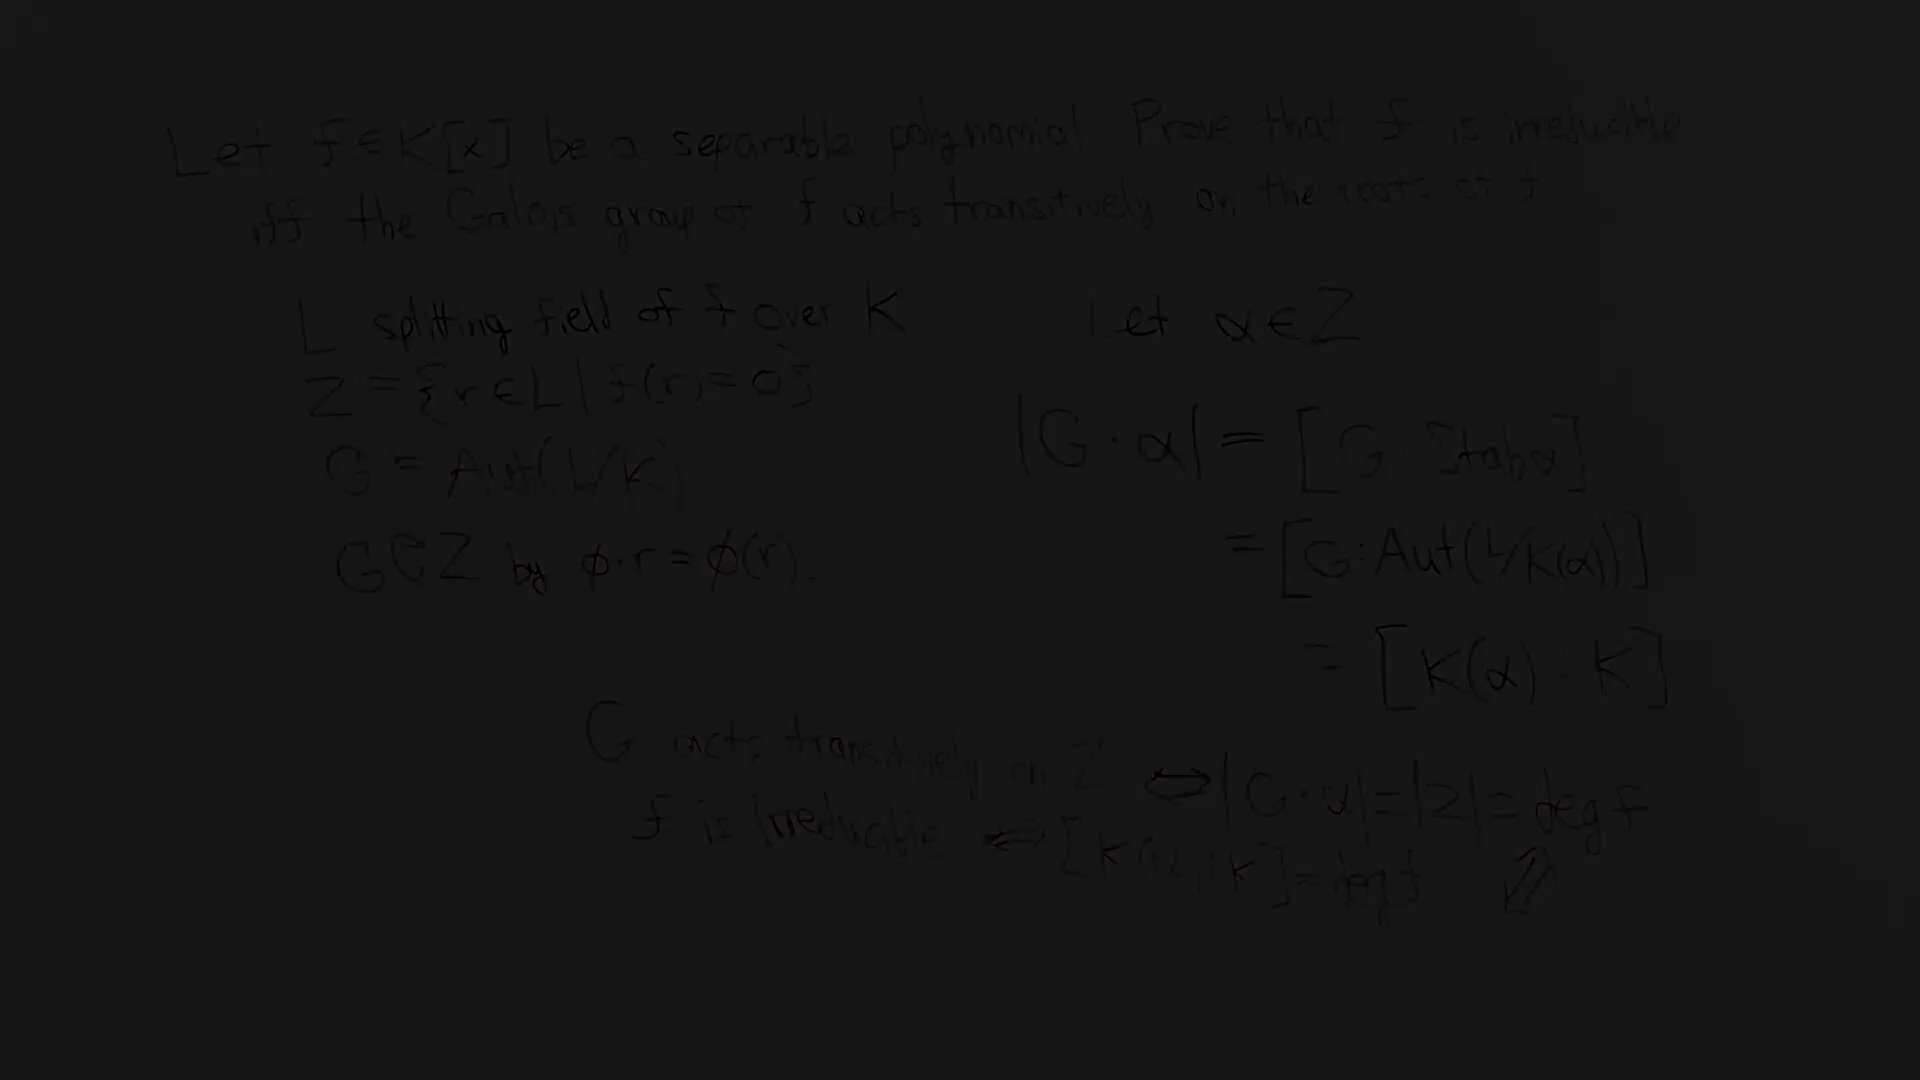 Let f ∈ K[x] be a separable polynomial Prove that f is irreducible
iff the Galois group of f acts transitively on the roots of f
L splitting field of f over K
Z := {r ∈ L | f(r) = 0}
G = Aut(L/K)
G ↻ Z by φ·r = φ(r).
Let α ∈ Z
|G·α| = [G : Stab α]
= [G : Aut(L/K(α))]
= [K(α) : K]
G acts transitively on Z ⟺ |G·α| = |Z| = deg f
f is irreducible ⟺ [K(α) : K] = deg f ⇕